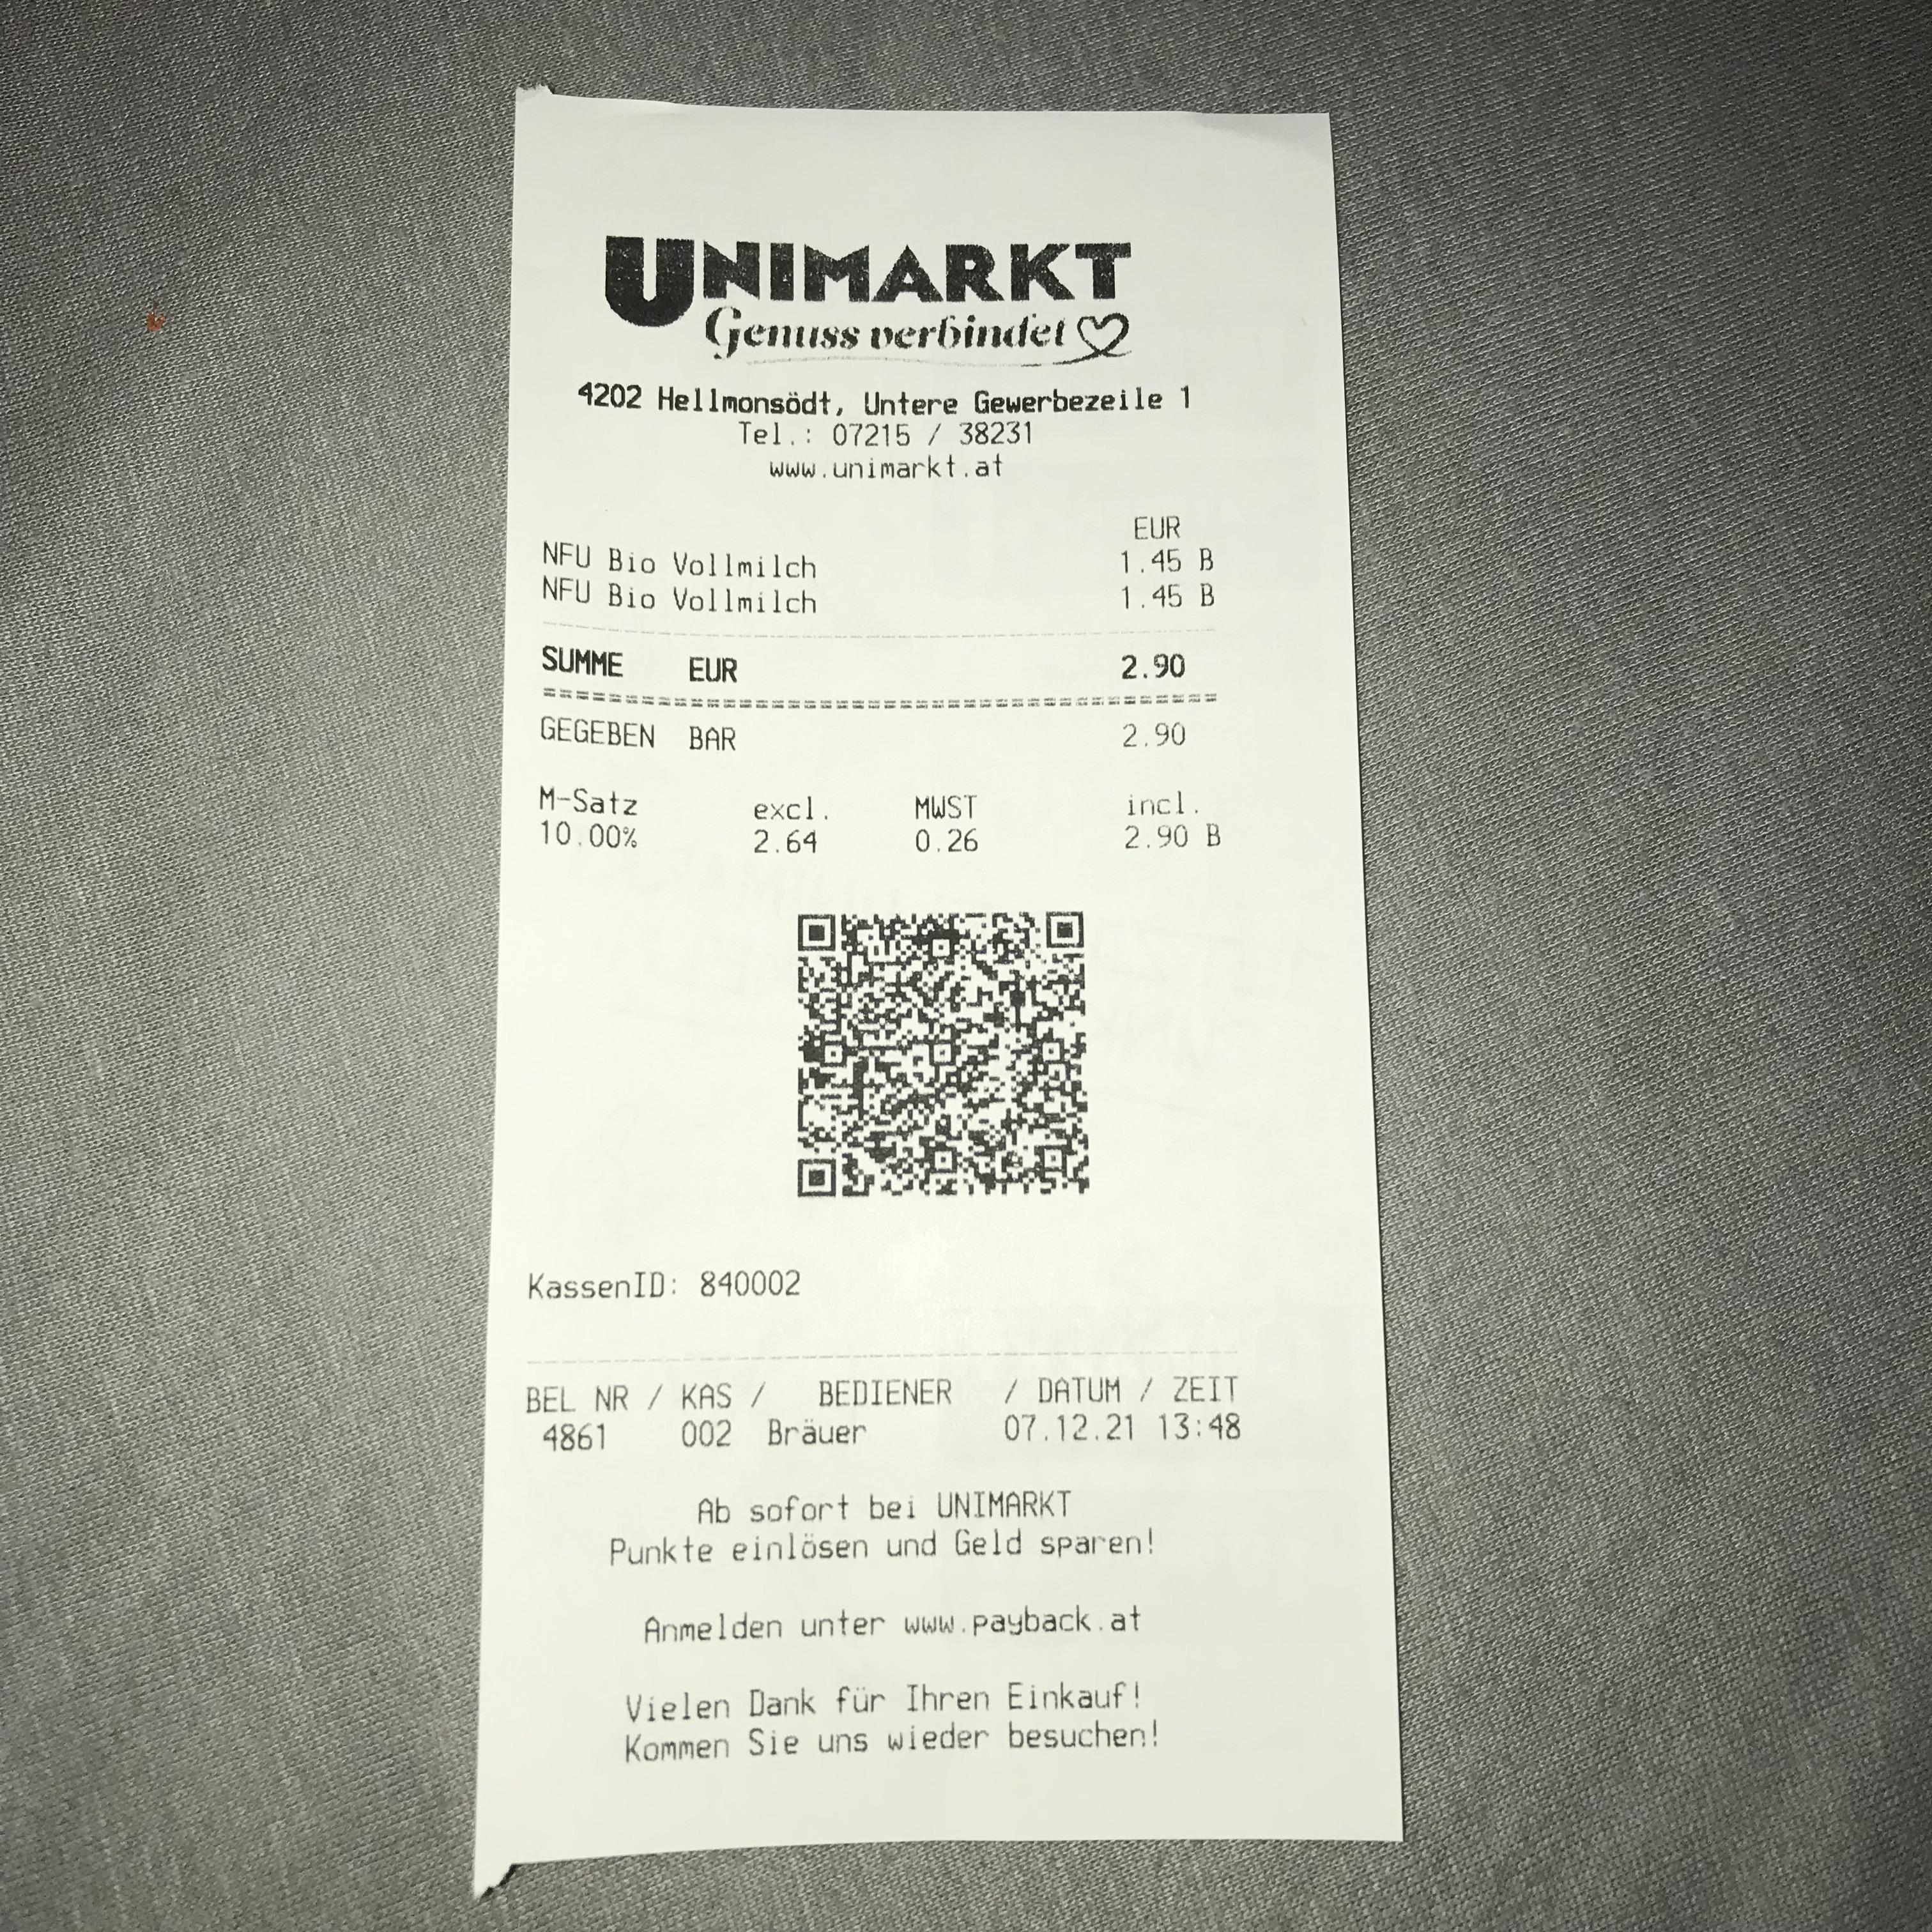 UNIMARKT
Genuss verbindet
4202 Hellmonsödt, Untere Gewerbezeile 1
Tel.: 07215 / 38231
www.unimarkt.at
EUR
NFU Bio Vollmilch 1.45 B
NFU Bio Vollmilch 1.45 B
SUMME EUR 2.90
GEGEBEN BAR 2.90
M-Satz excl. MWST incl.
10.00% 2.64 0.26 2.90 B
KassenID: 840002
BEL NR / KAS / BEDIENER / DATUM / ZEIT
4861 002 Bräuer 07.12.21 13:48
Ab sofort bei UNIMARKT
Punkte einlösen und Geld sparen!
Anmelden unter www.payback.at
Vielen Dank für Ihren Einkauf!
Kommen Sie uns wieder besuchen!